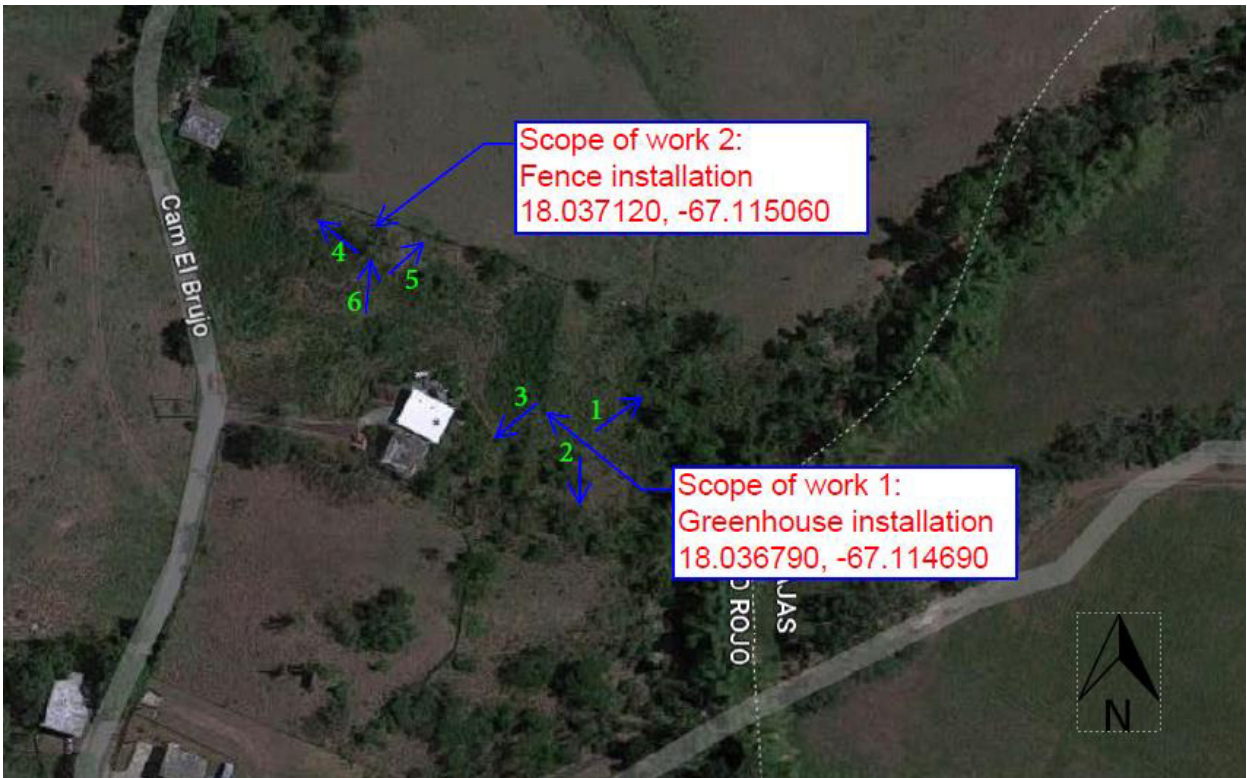 Scope of work 2:
Fence installation
18.037120, -67.115060
Cam El Brujo
4
5
6
3
1
2
Scope of work 1:
Greenhouse installation
18.036790, -67.114690
O ROJO
AJAS
N